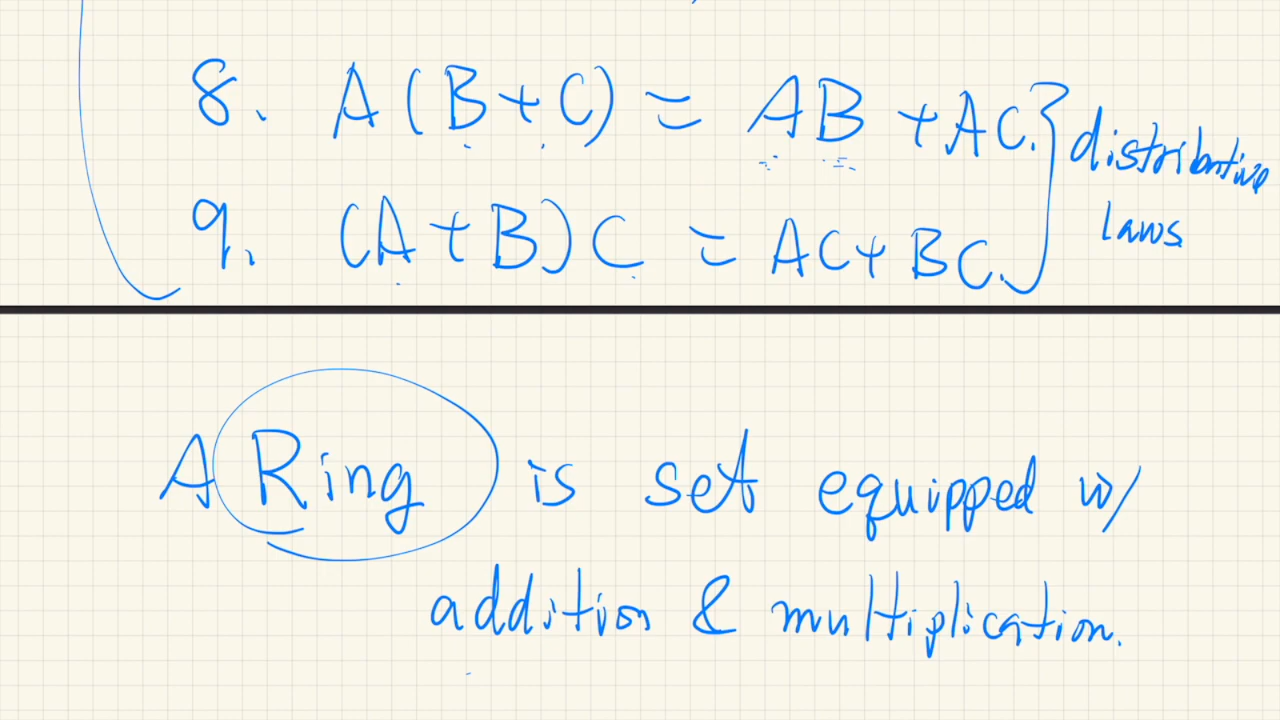 8. A(B+C) = AB + AC. } distributive
laws
9. (A+B)C = AC+BC.
A Ring is set equipped w/
addition & multiplication.